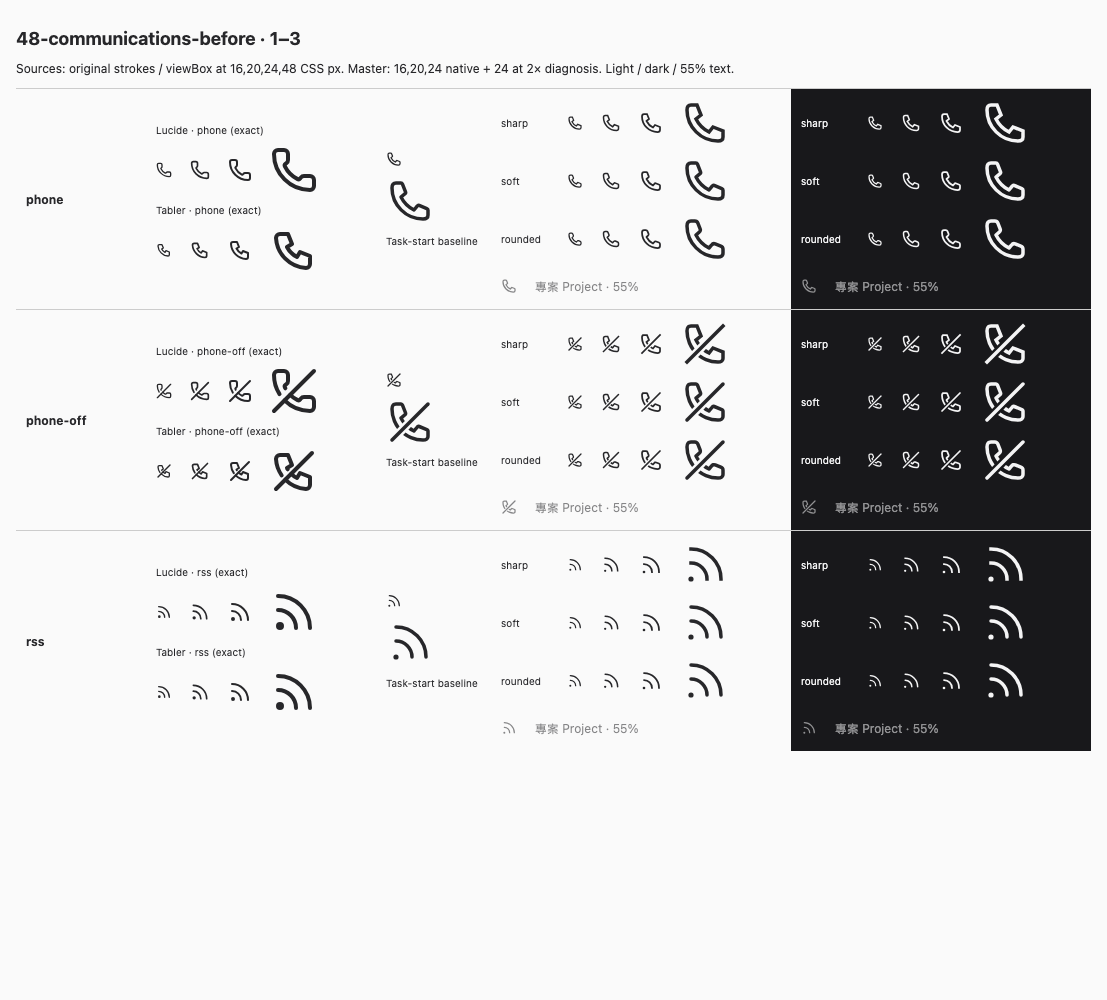 48-communications-before · 1–3
Sources: original strokes / viewBox at 16,20,24,48 CSS px. Master: 16,20,24 native + 24 at 2× diagnosis. Light / dark / 55% text.
phone
Lucide · phone (exact)
Tabler · phone (exact)
Task-start baseline
sharp
soft
rounded
專案 Project · 55%
sharp
soft
rounded
專案 Project · 55%
phone-off
Lucide · phone-off (exact)
Tabler · phone-off (exact)
Task-start baseline
sharp
soft
rounded
專案 Project · 55%
sharp
soft
rounded
專案 Project · 55%
rss
Lucide · rss (exact)
Tabler · rss (exact)
Task-start baseline
sharp
soft
rounded
專案 Project · 55%
sharp
soft
rounded
專案 Project · 55%